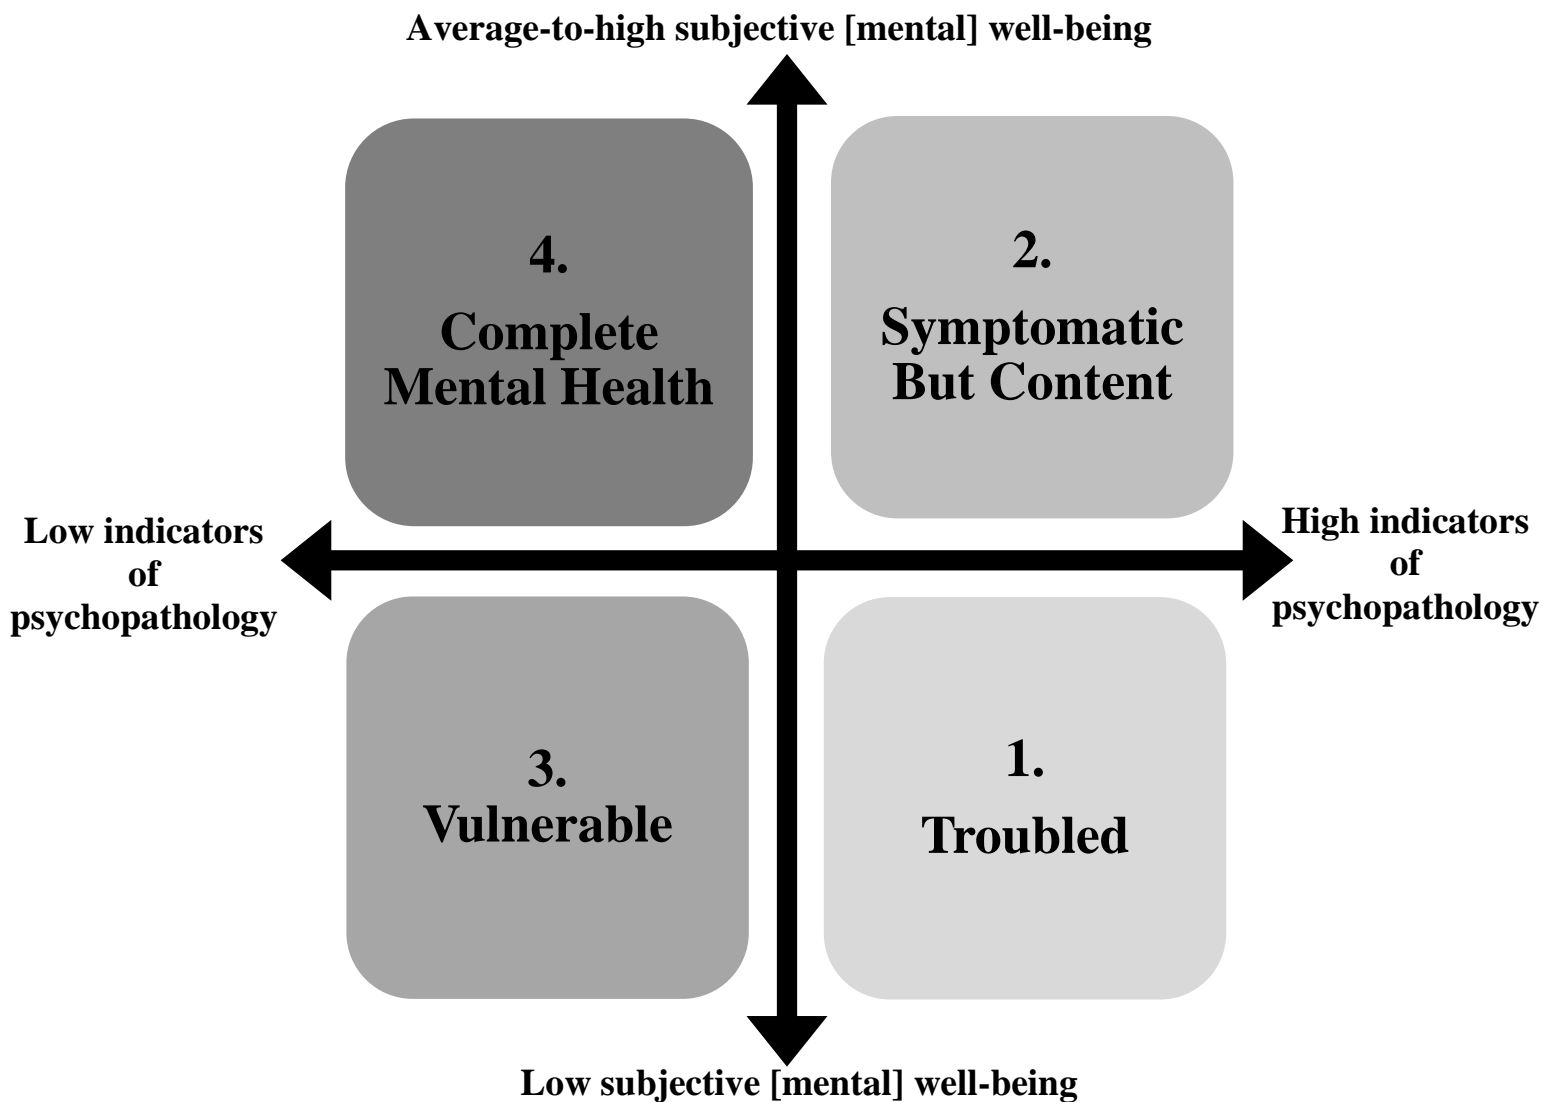 Average-to-high subjective [mental] well-being
4.
Complete
Mental Health
2.
Symptomatic
But Content
Low indicators
of
psychopathology
High indicators
of
psychopathology
3.
Vulnerable
1.
Troubled
Low subjective [mental] well-being